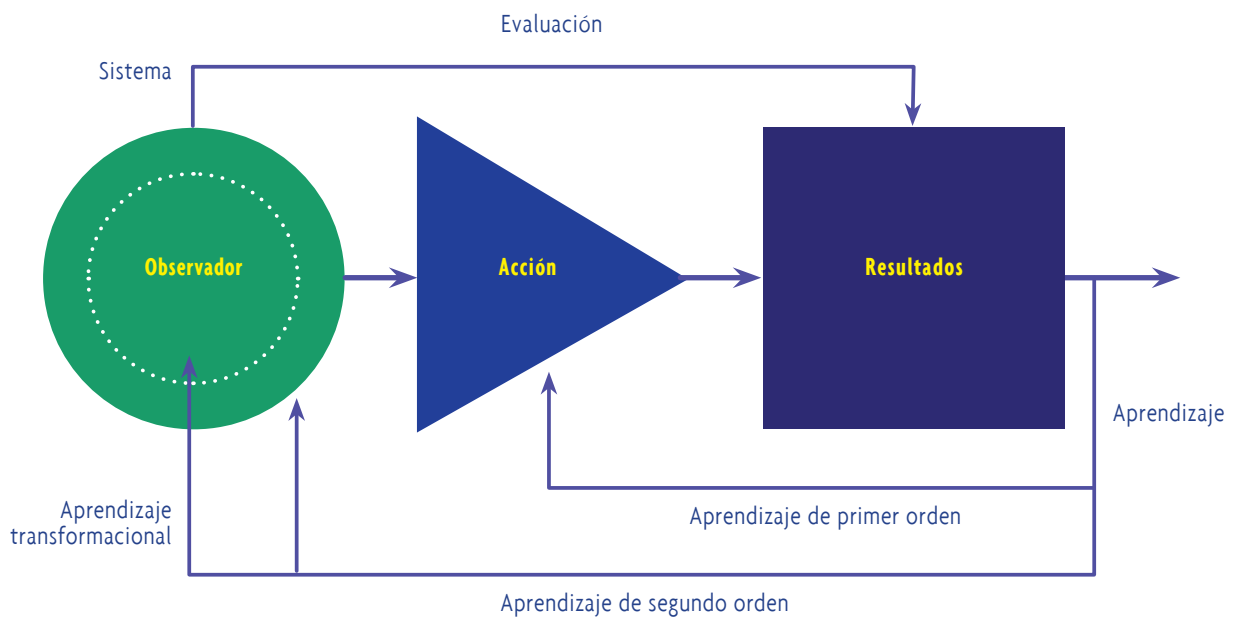 Evaluación
Sistema
Observador
Acción
Resultados
Aprendizaje
Aprendizaje
transformacional
Aprendizaje de primer orden
Aprendizaje de segundo orden